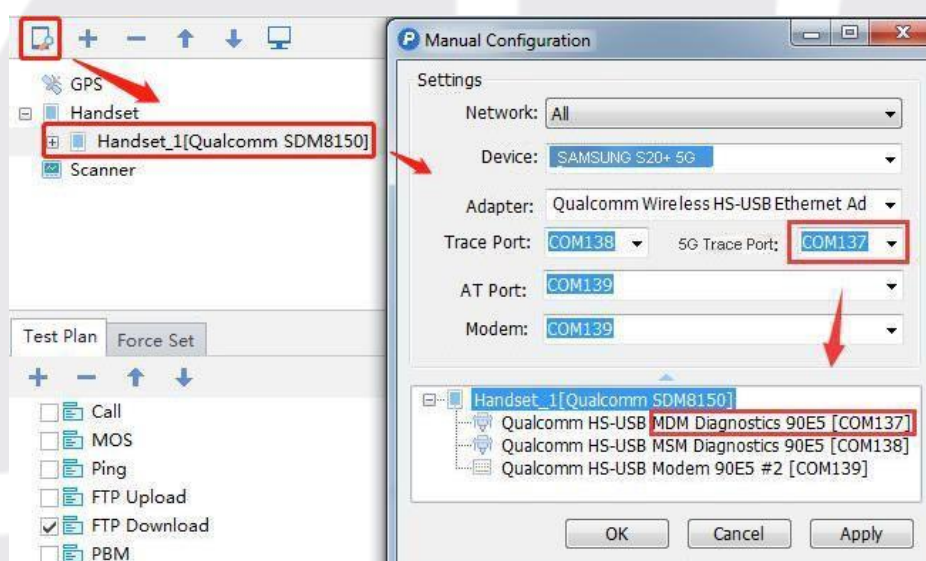 GPS
Handset
Handset_1[Qualcomm SDM8150]
Scanner
Test Plan
Force Set
Call
MOS
Ping
FTP Upload
FTP Download
PBM
Manual Configuration
Settings
Network: All
Device: SAMSUNG S20+ 5G
Adapter: Qualcomm Wireless HS-USB Ethernet Ad
Trace Port: COM138 5G Trace Port: COM137
AT Port: COM139
Modem: COM139
Handset_1[Qualcomm SDM8150]
Qualcomm HS-USB MDM Diagnostics 90E5 [COM137]
Qualcomm HS-USB MSM Diagnostics 90E5 [COM138]
Qualcomm HS-USB Modem 90E5 #2 [COM139]
OK Cancel Apply